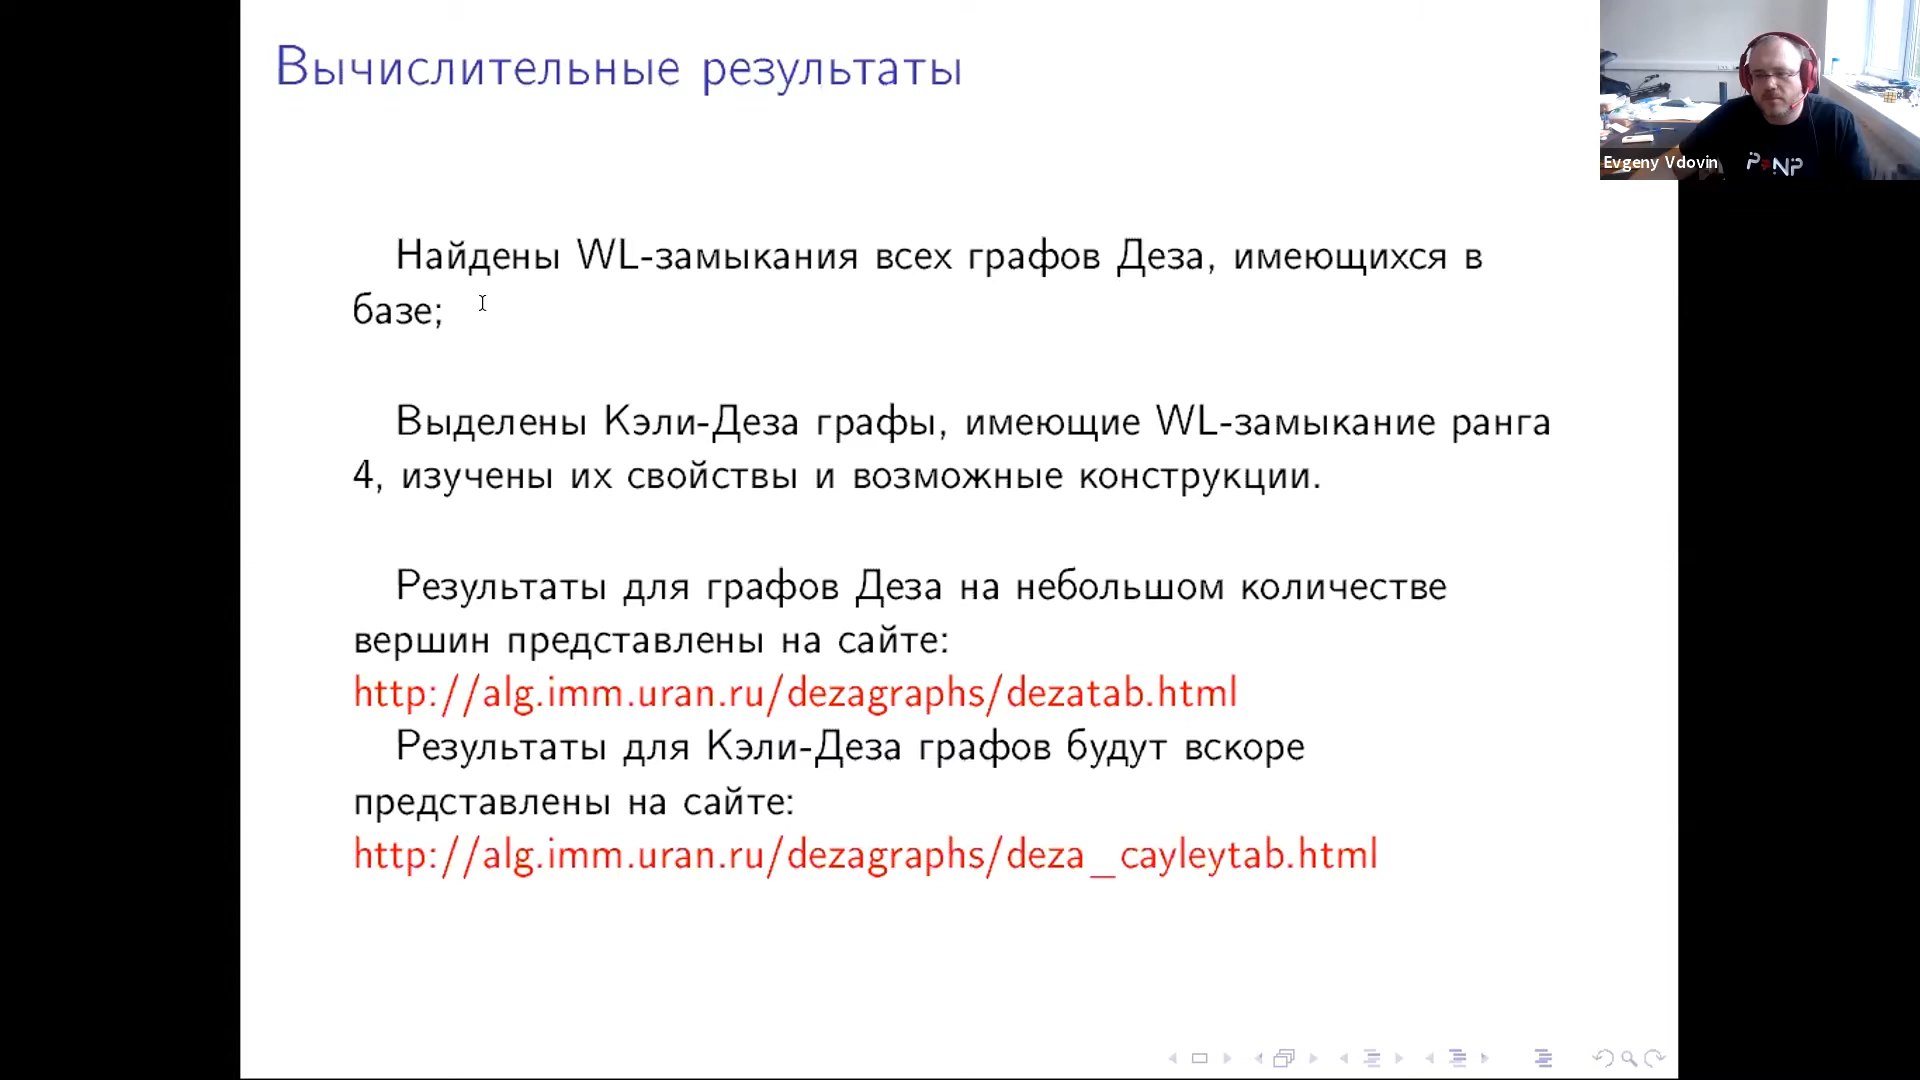 Вычислительные результаты
Evgeny Vdovin
Найдены WL-замыкания всех графов Деза, имеющихся в
базе;
Выделены Кэли-Деза графы, имеющие WL-замыкание ранга
4, изучены их свойствы и возможные конструкции.
Результаты для графов Деза на небольшом количестве
вершин представлены на сайте:
http://alg.imm.uran.ru/dezagraphs/dezatab.html
Результаты для Кэли-Деза графов будут вскоре
представлены на сайте:
http://alg.imm.uran.ru/dezagraphs/deza_cayleytab.html